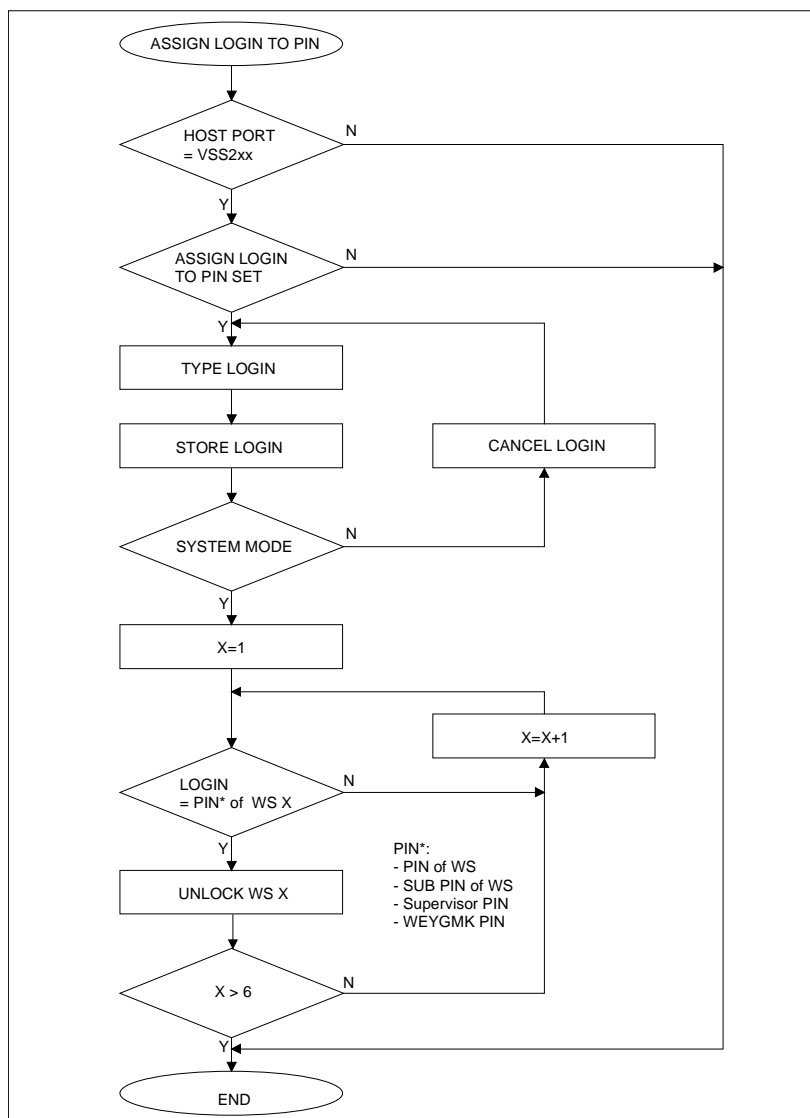 ASSIGN LOGIN TO PIN
HOST PORT
= VSS2xx
N
Y
ASSIGN LOGIN
TO PIN SET
N
Y
TYPE LOGIN
STORE LOGIN
CANCEL LOGIN
SYSTEM MODE
N
Y
X=1
X=X+1
LOGIN
= PIN* of WS X
N
Y
PIN*:
- PIN of WS
- SUB PIN of WS
- Supervisor PIN
- WEYGMK PIN
UNLOCK WS X
X > 6
N
Y
END